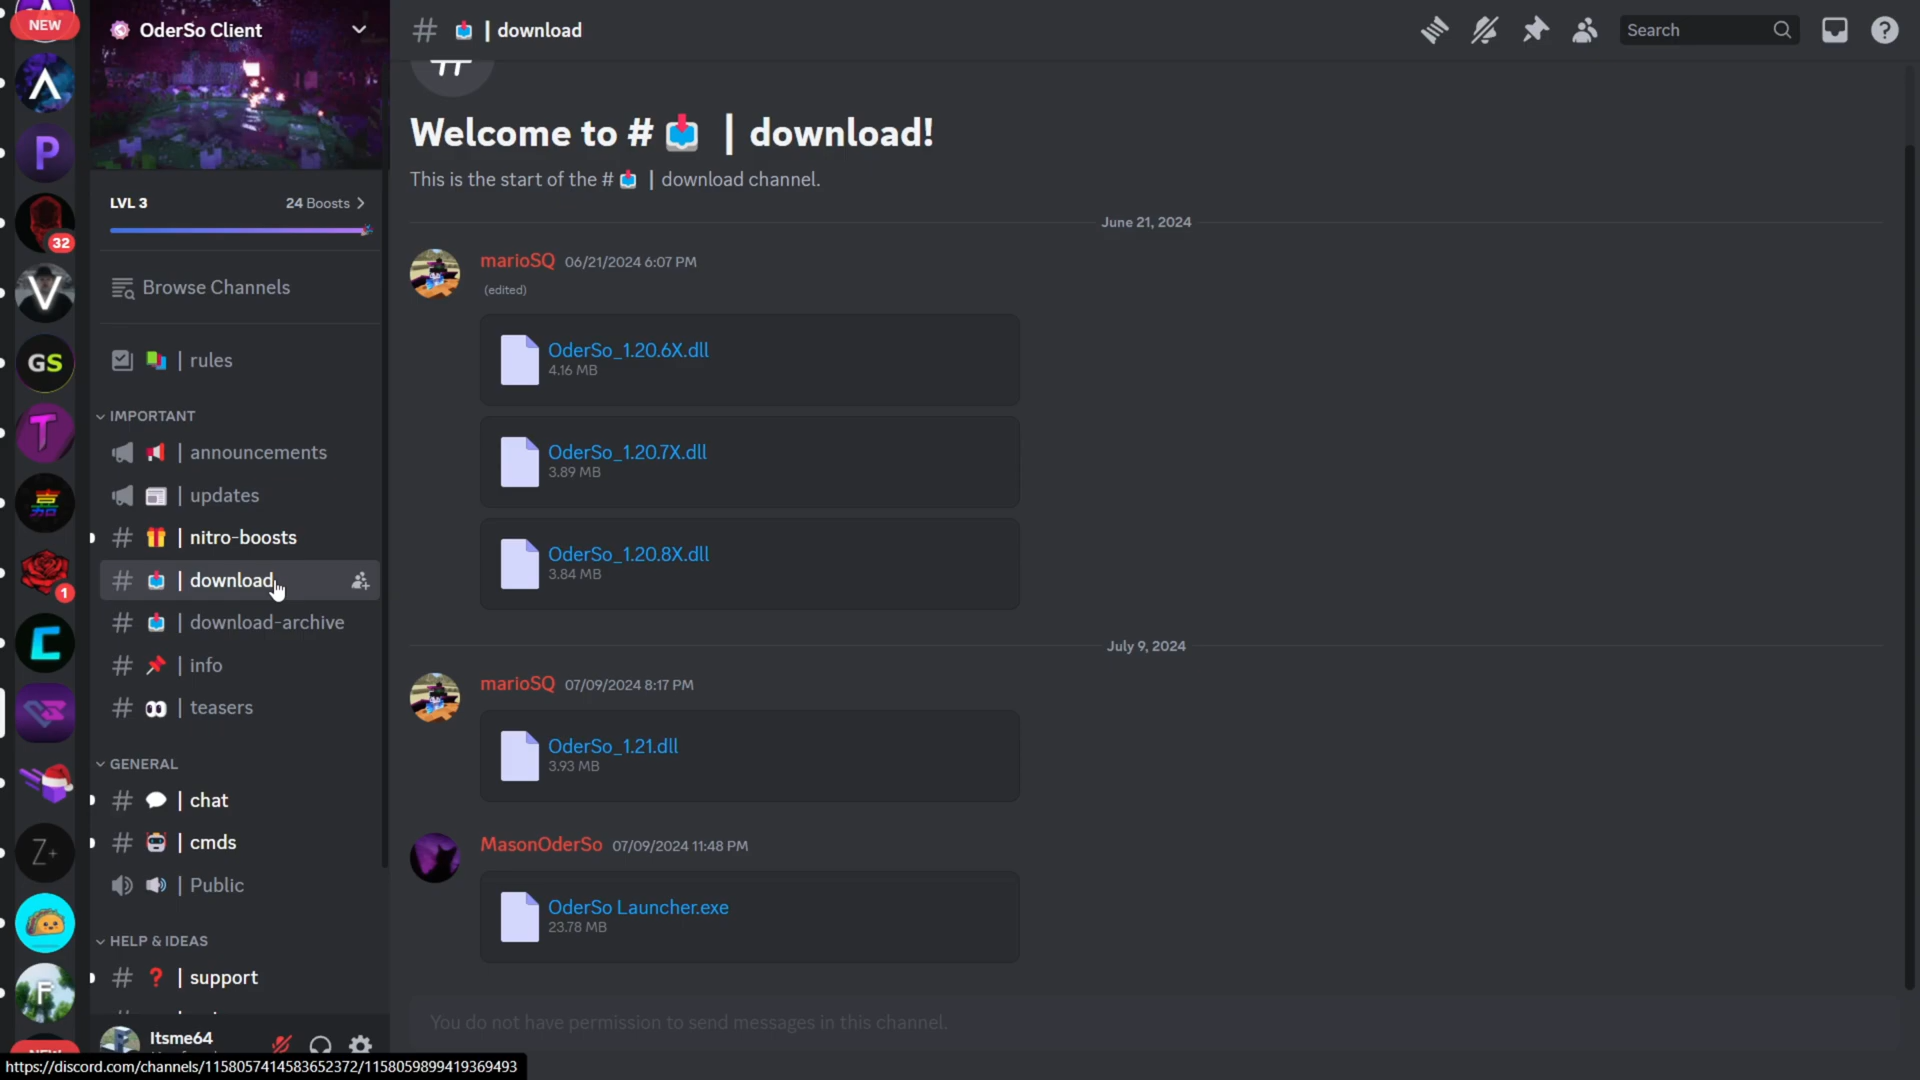 NEW
OderSo Client
# | download
Search
Welcome to # | download!
This is the start of the # | download channel.
LVL 3
24 Boosts
Browse Channels
| rules
IMPORTANT
| announcements
| updates
| nitro-boosts
| download
| download-archive
| info
| teasers
GENERAL
| chat
| cmds
| Public
HELP & IDEAS
| support
Itsme64
P
32
V
GS
T
嘉
1
C
Z+
F
June 21, 2024
marioSQ 06/21/2024 6:07 PM
(edited)
OderSo_1.20.6X.dll
4.16 MB
OderSo_1.20.7X.dll
3.89 MB
OderSo_1.20.8X.dll
3.84 MB
July 9, 2024
marioSQ 07/09/2024 8:17 PM
OderSo_1.21.dll
3.93 MB
MasonOderSo 07/09/2024 11:48 PM
OderSo Launcher.exe
23.78 MB
You do not have permission to send messages in this channel.
https://discord.com/channels/1158057414583652372/1158059899419369493